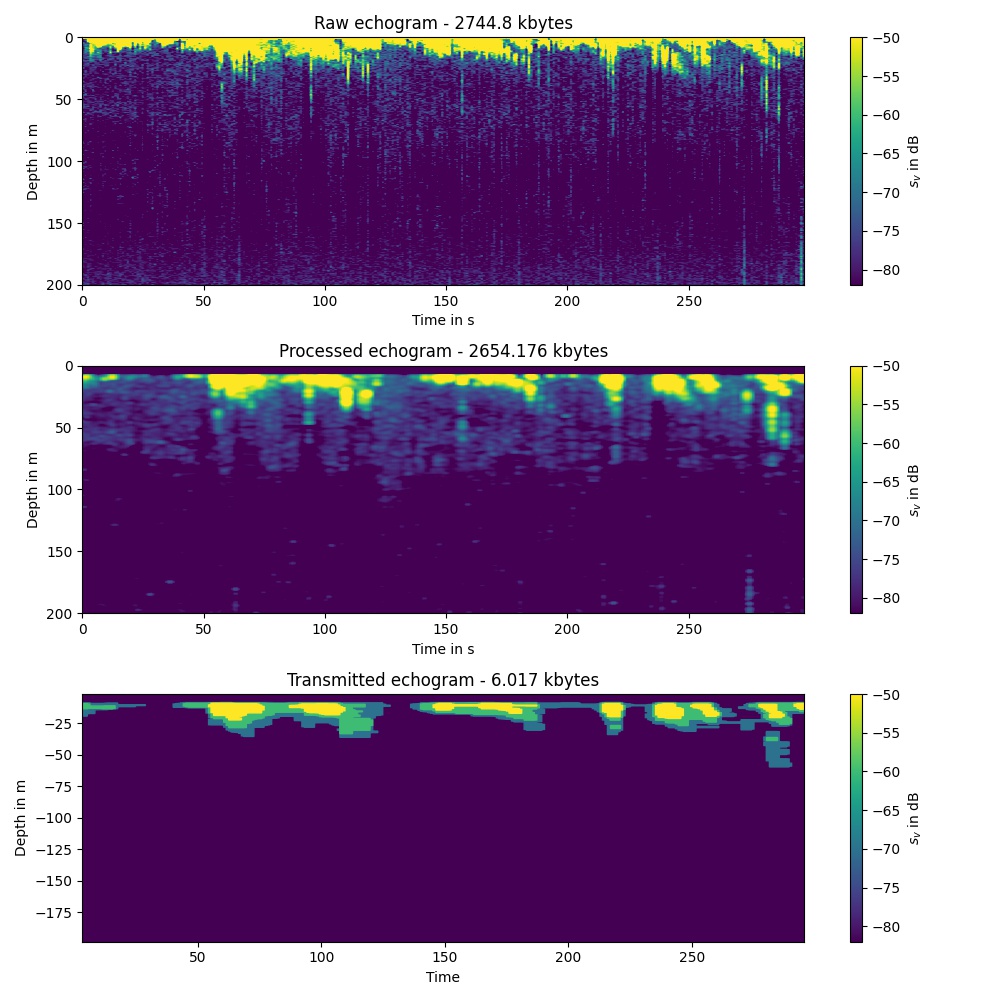 Raw echogram - 2744.8 kbytes
0
50
100
150
200
Depth in m
0 50 100 150 200 250
Time in s
−50
−55
−60
−65
−70
−75
−80
sv in dB
Processed echogram - 2654.176 kbytes
0
50
100
150
200
Depth in m
0 50 100 150 200 250
Time in s
−50
−55
−60
−65
−70
−75
−80
sv in dB
Transmitted echogram - 6.017 kbytes
−25
−50
−75
−100
−125
−150
−175
Depth in m
50 100 150 200 250
Time
−50
−55
−60
−65
−70
−75
−80
sv in dB